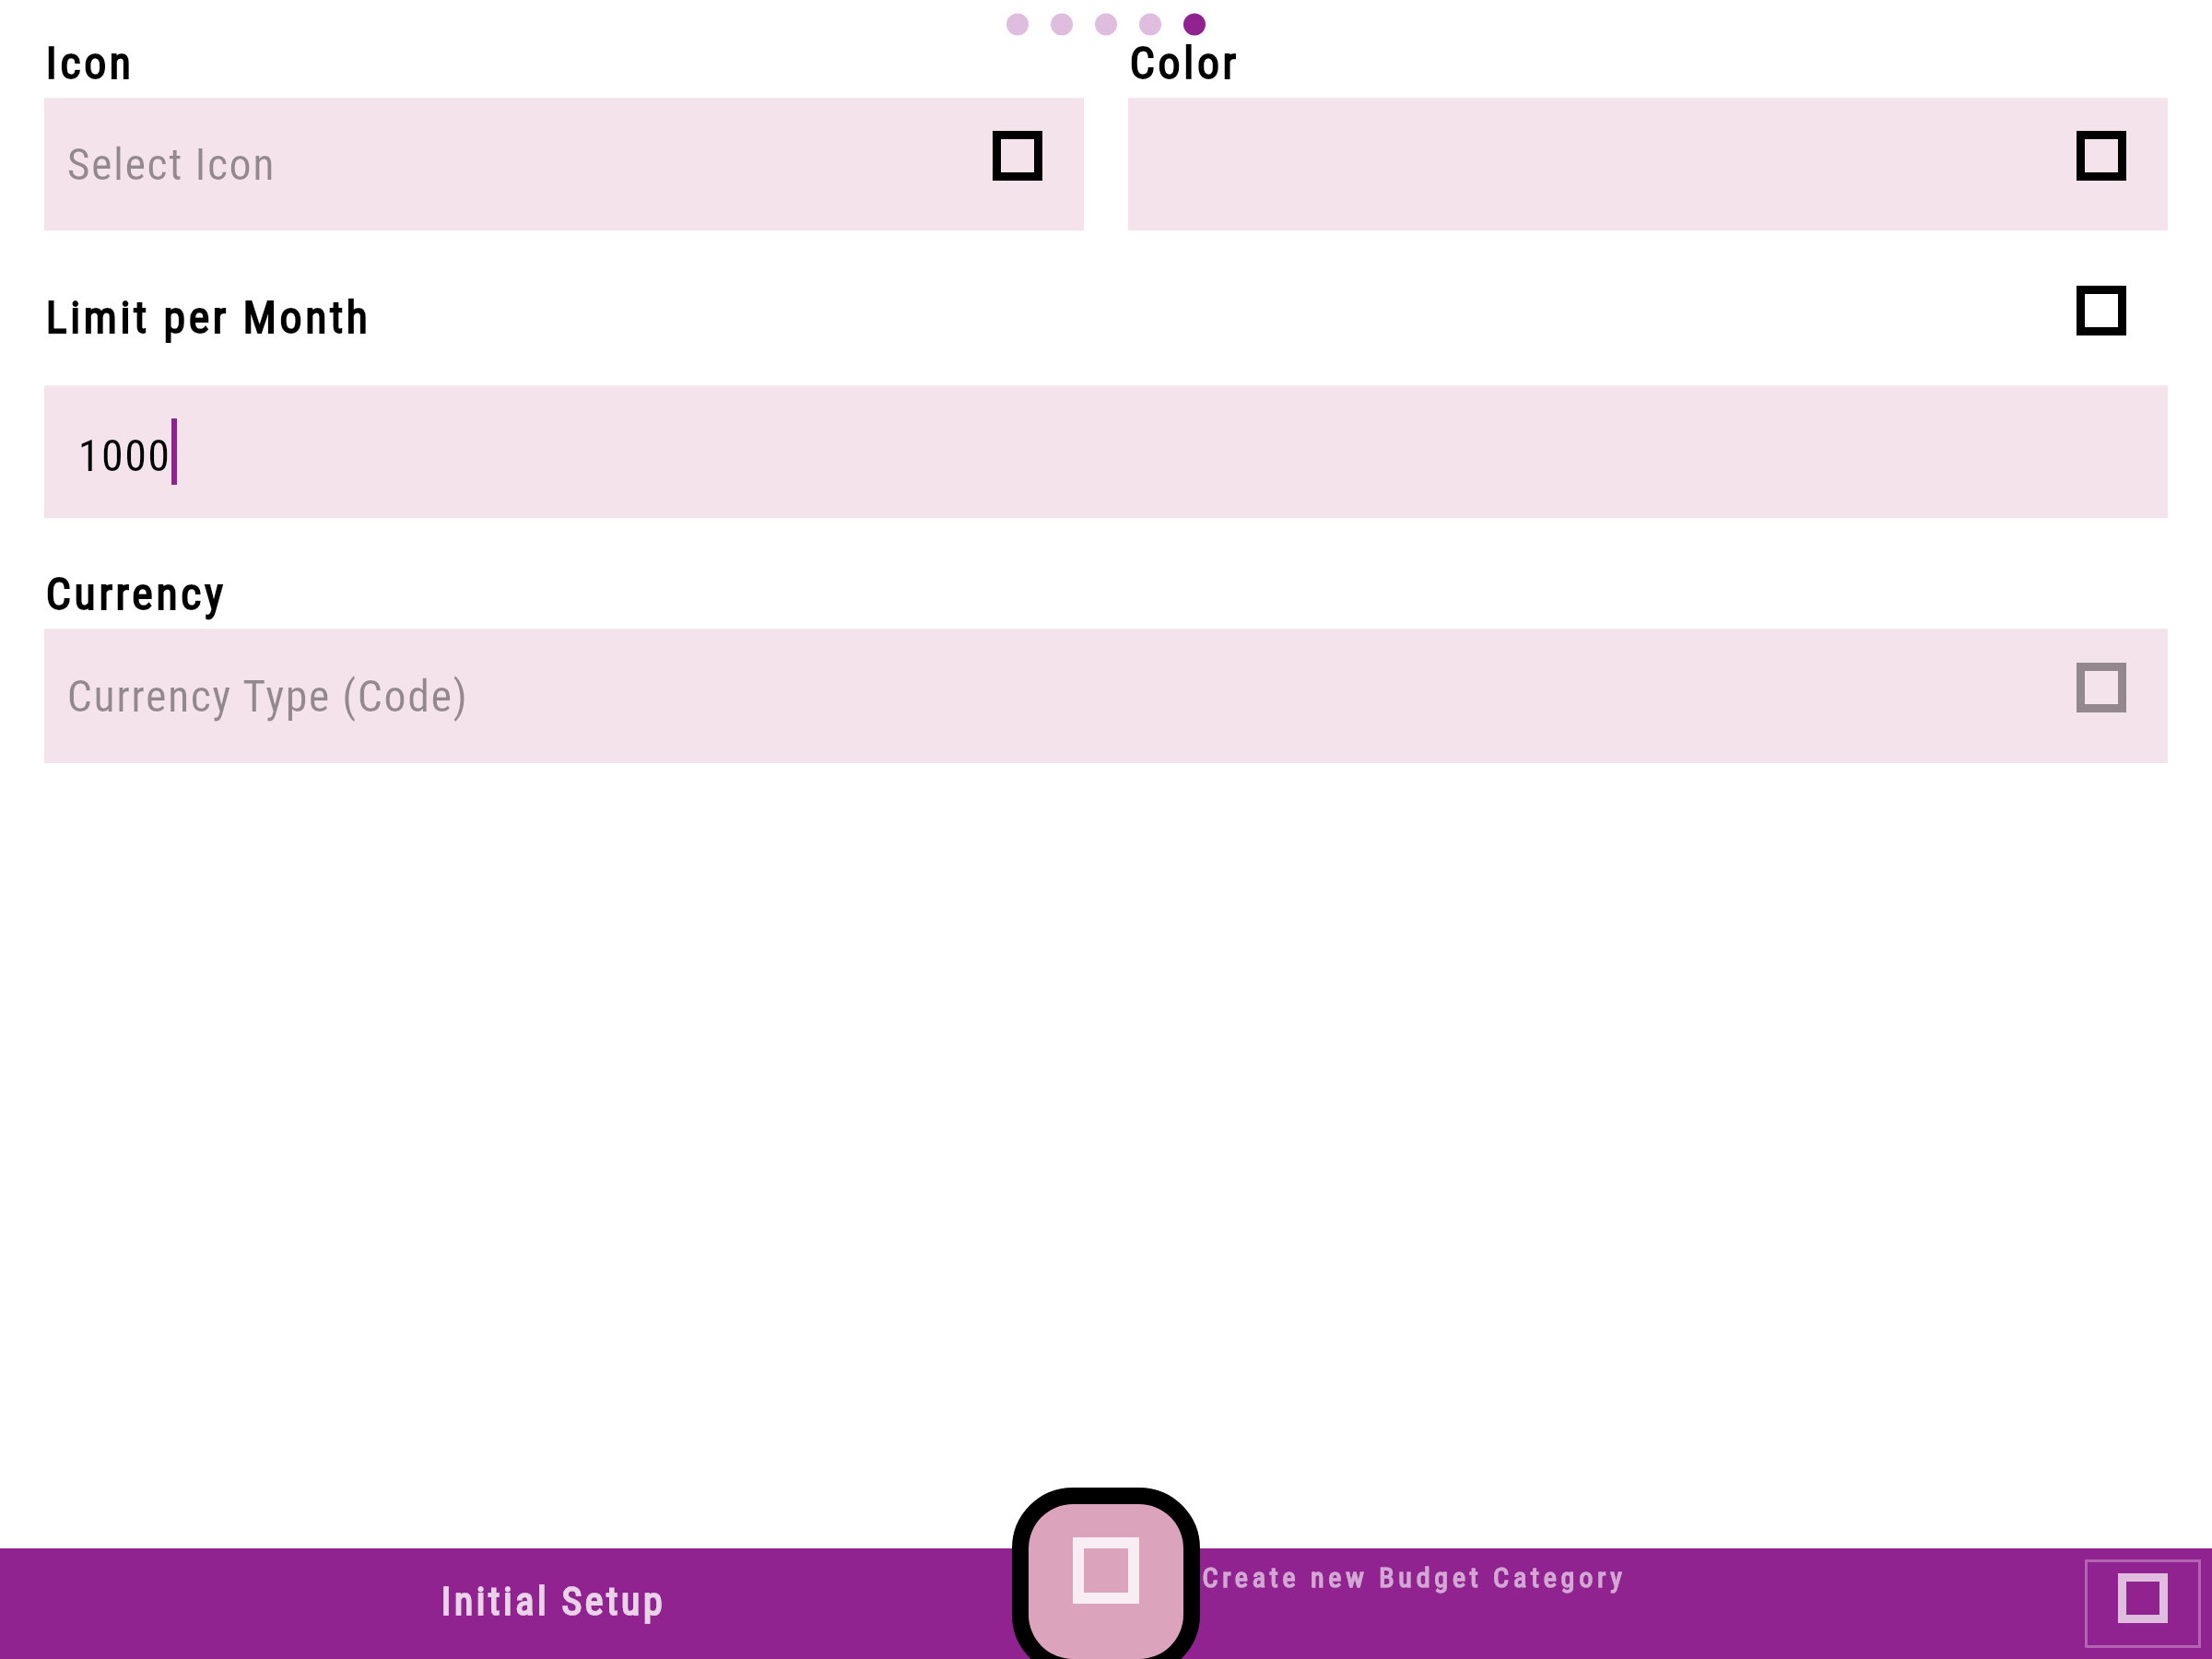 Icon
Color
Select Icon
Limit per Month
1000
Currency
Currency Type (Code)
Initial Setup
Create new Budget Category